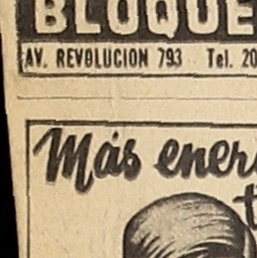 BLOQUE
AV. REVOLUCION 793 Tel. 20
Más ener
t